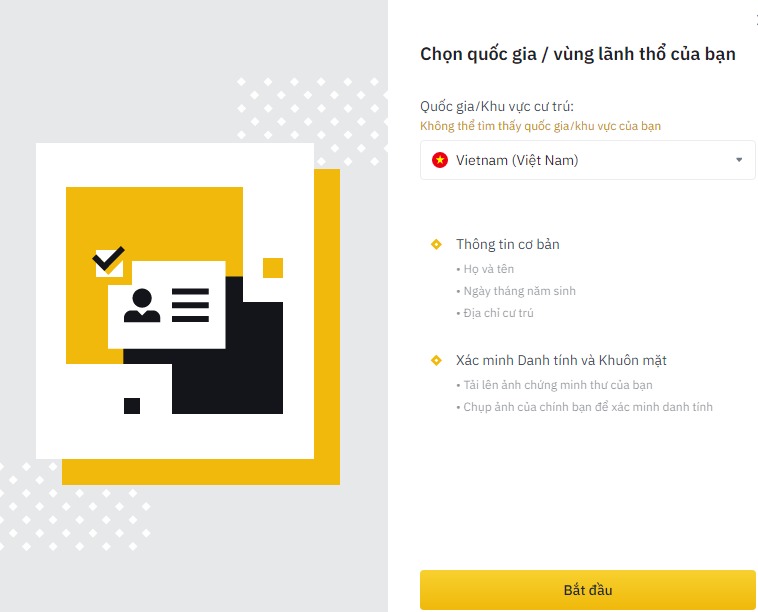 Chọn quốc gia / vùng lãnh thổ của bạn
Quốc gia/Khu vực cư trú:
Không thể tìm thấy quốc gia/khu vực của bạn
Vietnam (Việt Nam)
Thông tin cơ bản
• Họ và tên
• Ngày tháng năm sinh
• Địa chỉ cư trú
Xác minh Danh tính và Khuôn mặt
• Tải lên ảnh chứng minh thư của bạn
• Chụp ảnh của chính bạn để xác minh danh tính
Bắt đầu